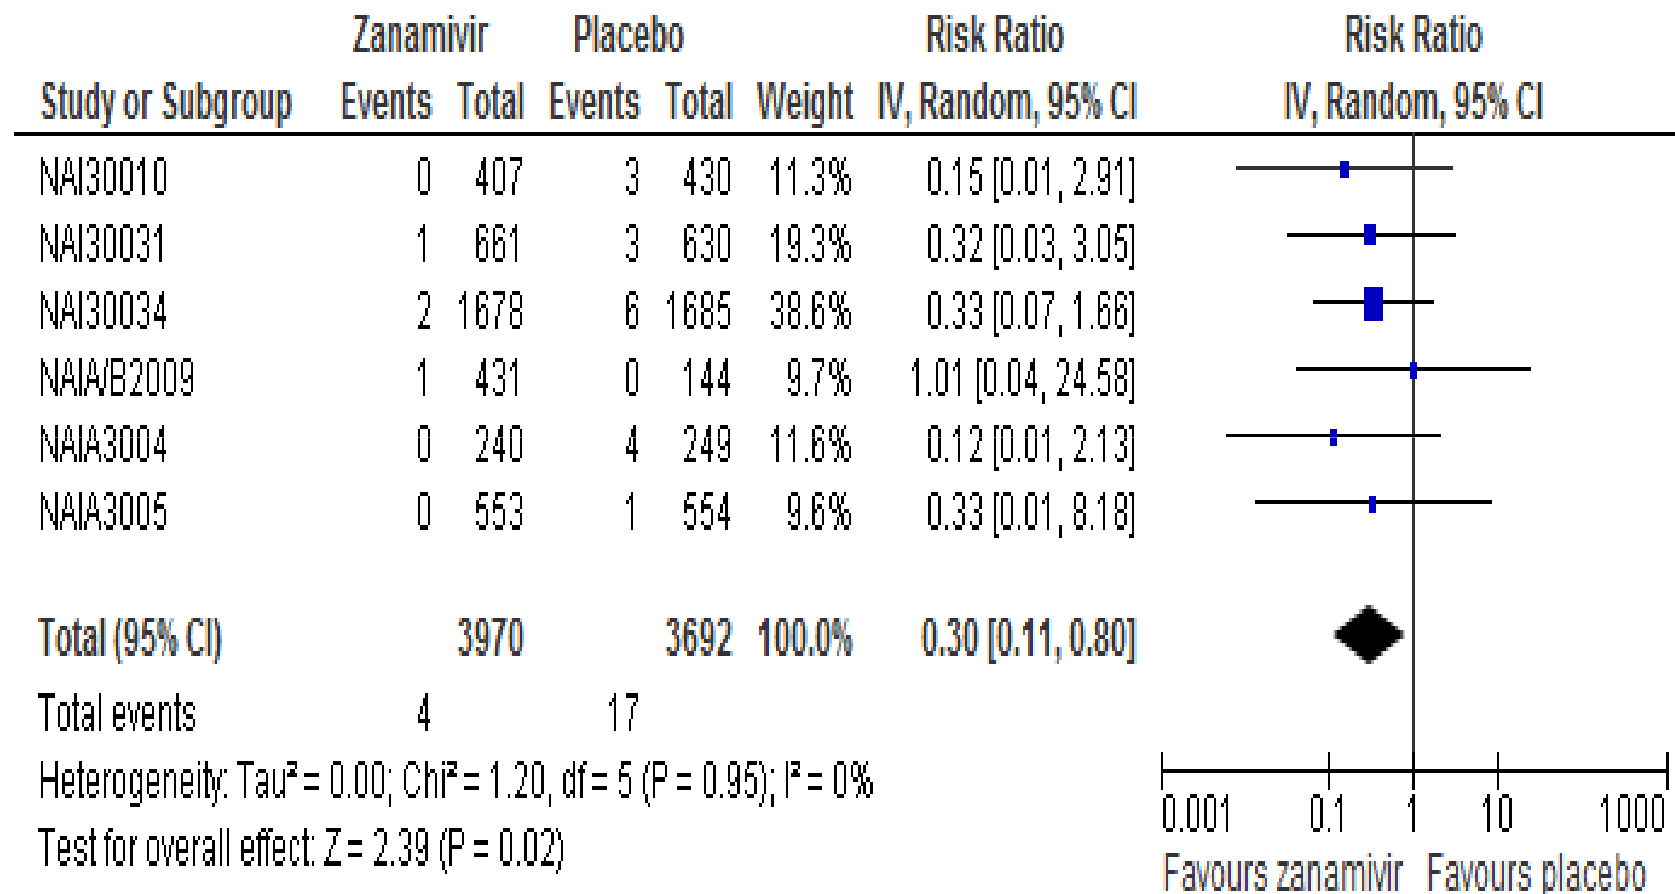 Zanamivir Placebo Risk Ratio Risk Ratio
Study or Subgroup Events Total Events Total Weight IV, Random, 95% CI IV, Random, 95% CI
NAI30010 0 407 3 430 11.3% 0.15 [0.01, 2.91]
NAI30031 1 661 3 630 19.3% 0.32 [0.03, 3.05]
NAI30034 2 1678 6 1685 38.6% 0.33 [0.07, 1.66]
NAIA/B2009 1 431 0 144 9.7% 1.01 [0.04, 24.58]
NAIA3004 0 240 4 249 11.6% 0.12 [0.01, 2.13]
NAIA3005 0 553 1 554 9.6% 0.33 [0.01, 8.18]
Total (95% CI) 3970 3692 100.0% 0.30 [0.11, 0.80]
Total events 4 17
Heterogeneity: Tau² = 0.00; Chi² = 1.20, df = 5 (P = 0.95); I² = 0%
Test for overall effect: Z = 2.39 (P = 0.02)
0.001 0.1 1 10 1000
Favours zanamivir Favours placebo